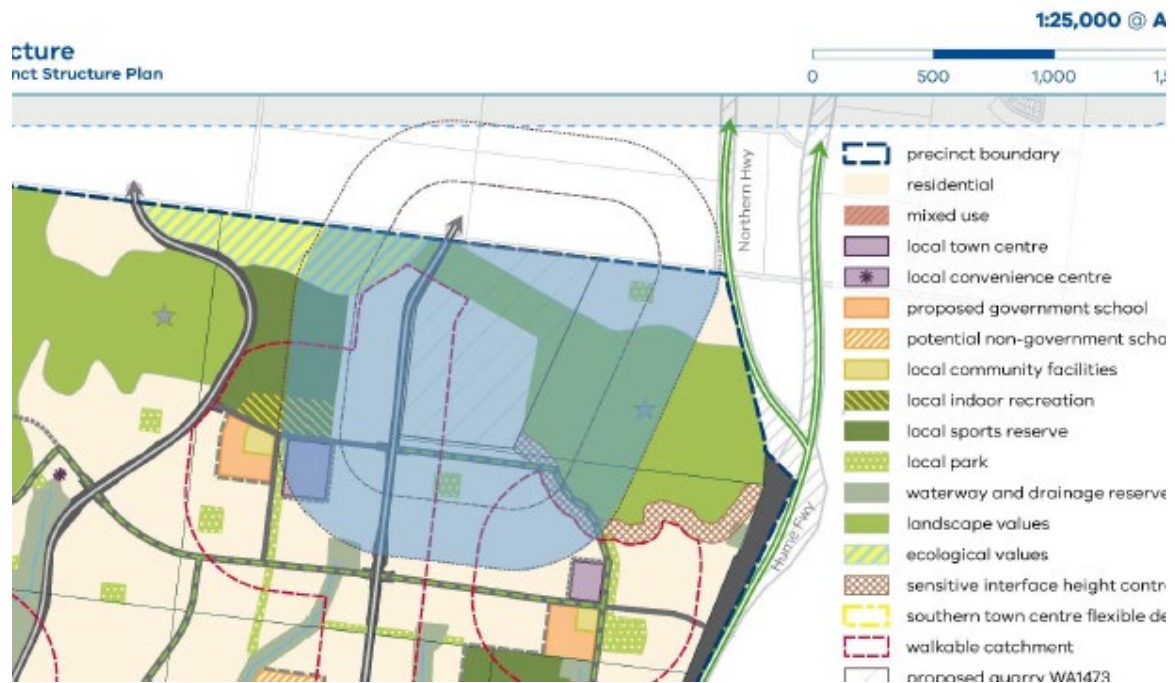 1:25,000 @ A
cture
nct Structure Plan
0 500 1,000 1,5
Northern Hwy
Hume Fwy
precinct boundary
residential
mixed use
local town centre
local convenience centre
proposed government school
potential non-government scho
local community facilities
local indoor recreation
local sports reserve
local park
waterway and drainage reserve
landscape values
ecological values
sensitive interface height contr
southern town centre flexible de
walkable catchment
proposed quarry WA1473